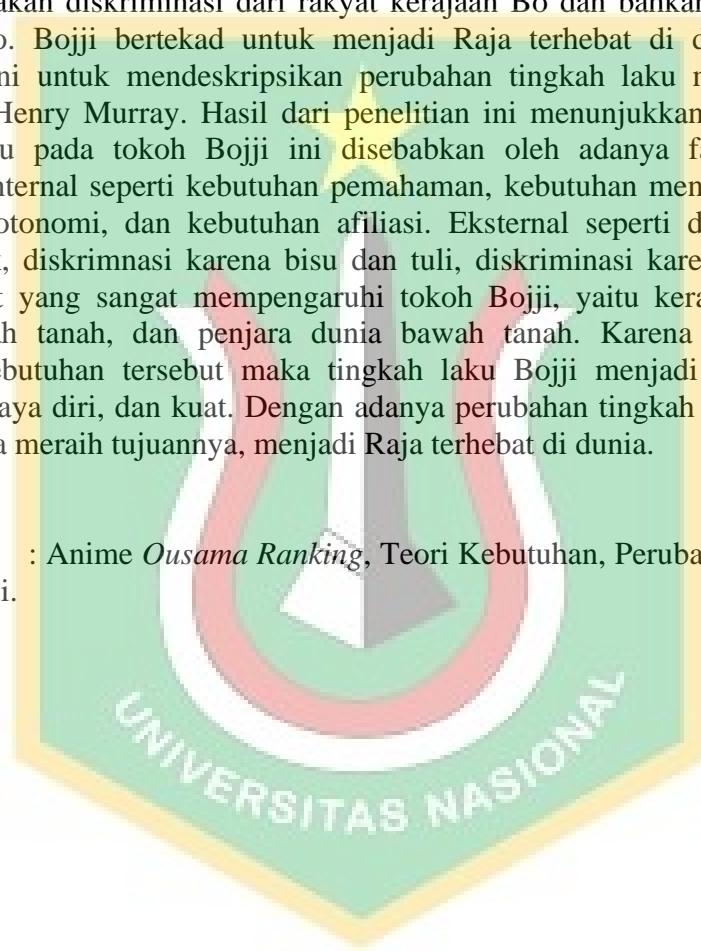 akan diskriminasi dari rakyat kerajaan Bo dan bahkan
o. Bojji bertekad untuk menjadi Raja terhebat di d
ni untuk mendeskripsikan perubahan tingkah laku
Henry Murray. Hasil dari penelitian ini menunjukkan
u pada tokoh Bojji ini disebabkan oleh adanya fa
nternal seperti kebutuhan pemahaman, kebutuhan men
otonomi, dan kebutuhan afiliasi. Eksternal seperti d
, diskrimnasi karena bisu dan tuli, diskriminasi kare
t yang sangat mempengaruhi tokoh Bojji, yaitu kera
ah tanah, dan penjara dunia bawah tanah. Karena
ebutuhan tersebut maka tingkah laku Bojji menjadi
aya diri, dan kuat. Dengan adanya perubahan tingkah
a meraih tujuannya, menjadi Raja terhebat di dunia.
: Anime Ousama Ranking, Teori Kebutuhan, Peruba
i.
UNIVERSITAS NASIONAL